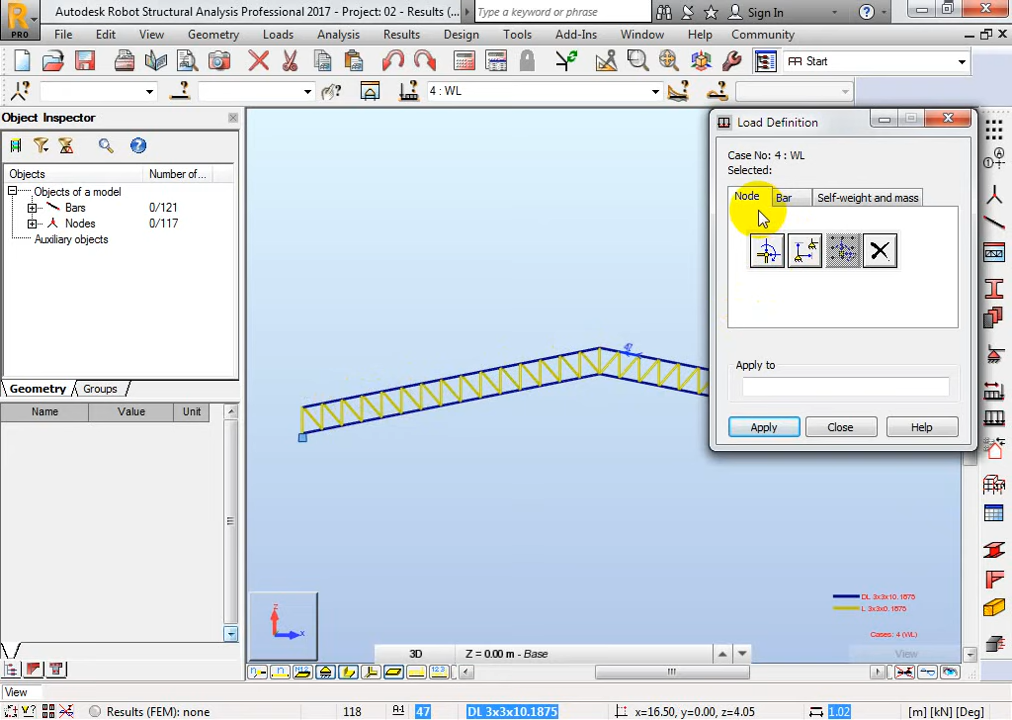 PRO
Autodesk Robot Structural Analysis Professional 2017 - Project: 02 - Results (...
Type a keyword or phrase
Sign In
File Edit View Geometry Loads Analysis Results Design Tools Add-Ins Window Help Community
Start
4 : WL
Object Inspector
Objects Number of...
Objects of a model
Bars 0/121
Nodes 0/117
Auxiliary objects
Geometry Groups
Name Value Unit
Load Definition
Case No: 4 : WL
Selected:
Node Bar Self-weight and mass
Apply to
Apply Close Help
DL 3x3x10.1875
L 3x3x0.1875
Cases: 4 (WL)
Z
X
3D Z = 0.00 m - Base
View
View
Results (FEM): none 118 47 DL 3x3x10.1875 x=16.50, y=0.00, z=4.05 1.02 [m] [kN] [Deg]